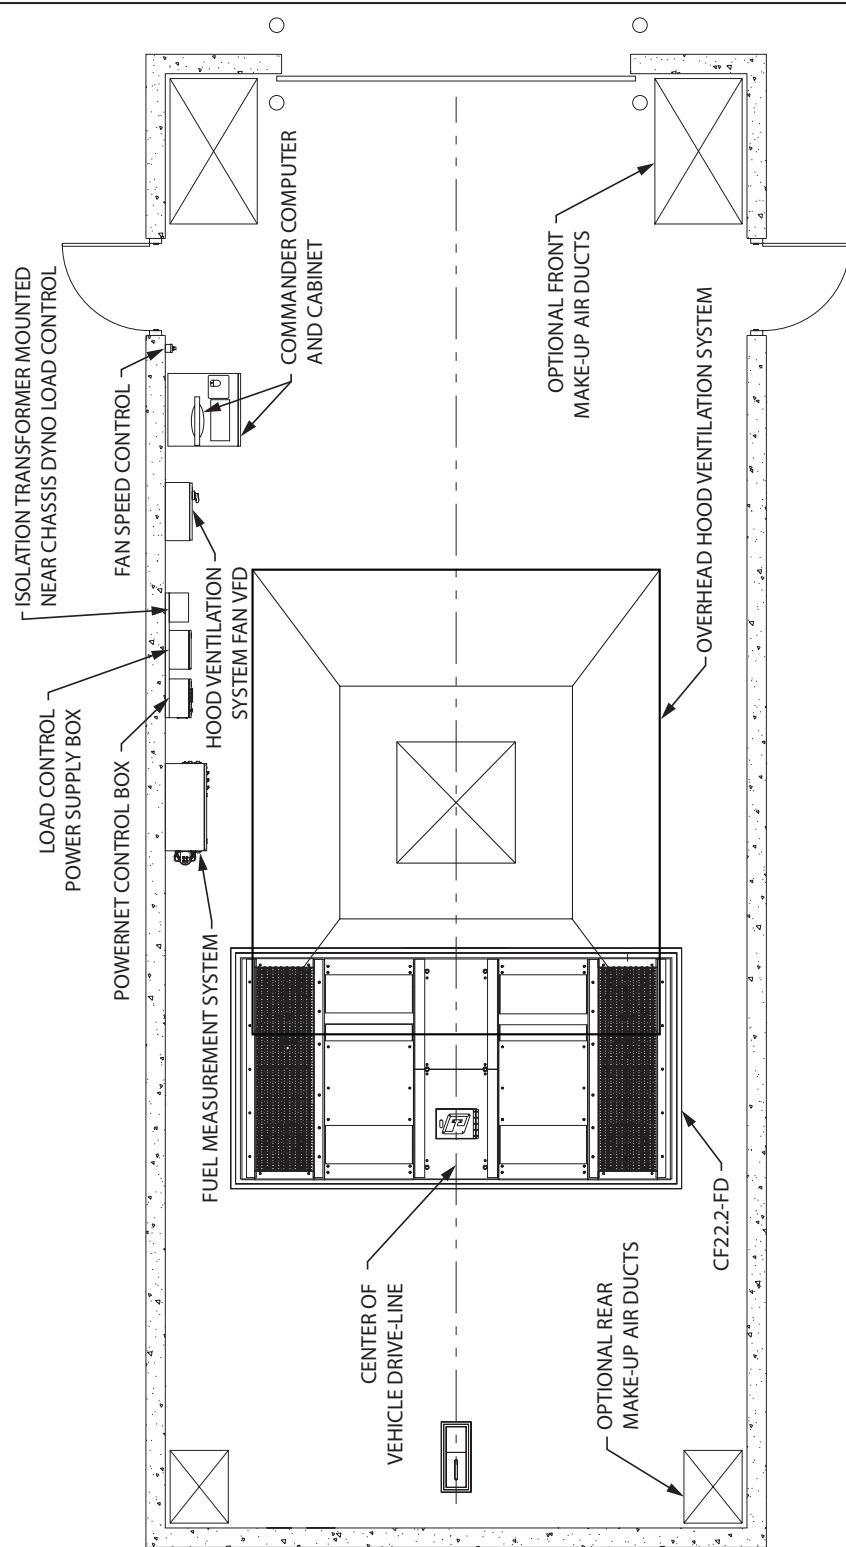 ISOLATION TRANSFORMER MOUNTED
NEAR CHASSIS DYNO LOAD CONTROL
LOAD CONTROL
POWER SUPPLY BOX
FAN SPEED CONTROL
POWERNET CONTROL BOX
HOOD VENTILATION
SYSTEM FAN VFD
FUEL MEASUREMENT SYSTEM
COMMANDER COMPUTER
AND CABINET
CENTER OF
VEHICLE DRIVE-LINE
OPTIONAL FRONT
MAKE-UP AIR DUCTS
OPTIONAL REAR
MAKE-UP AIR DUCTS
OVERHEAD HOOD VENTILATION SYSTEM
CF22.2-FD